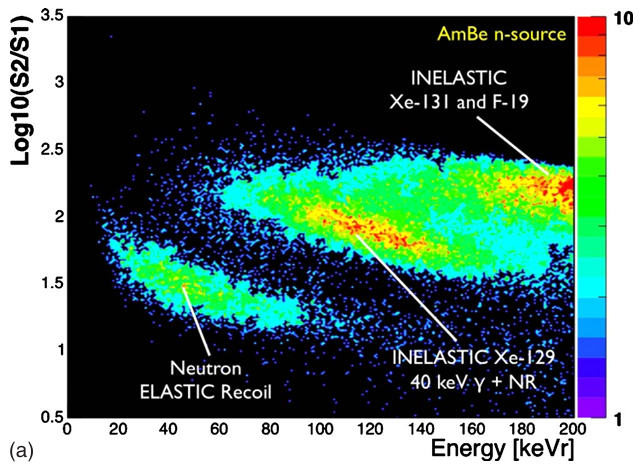 AmBe n-source
10
INELASTIC
Xe-131 and F-19
Log10(S2/S1)
3.5
3
2.5
2
1.5
1
0.5
Neutron
ELASTIC Recoil
INELASTIC Xe-129
40 keV γ + NR
1
0 20 40 60 80 100 120 140 160 180 200
(a)
Energy [keVr]